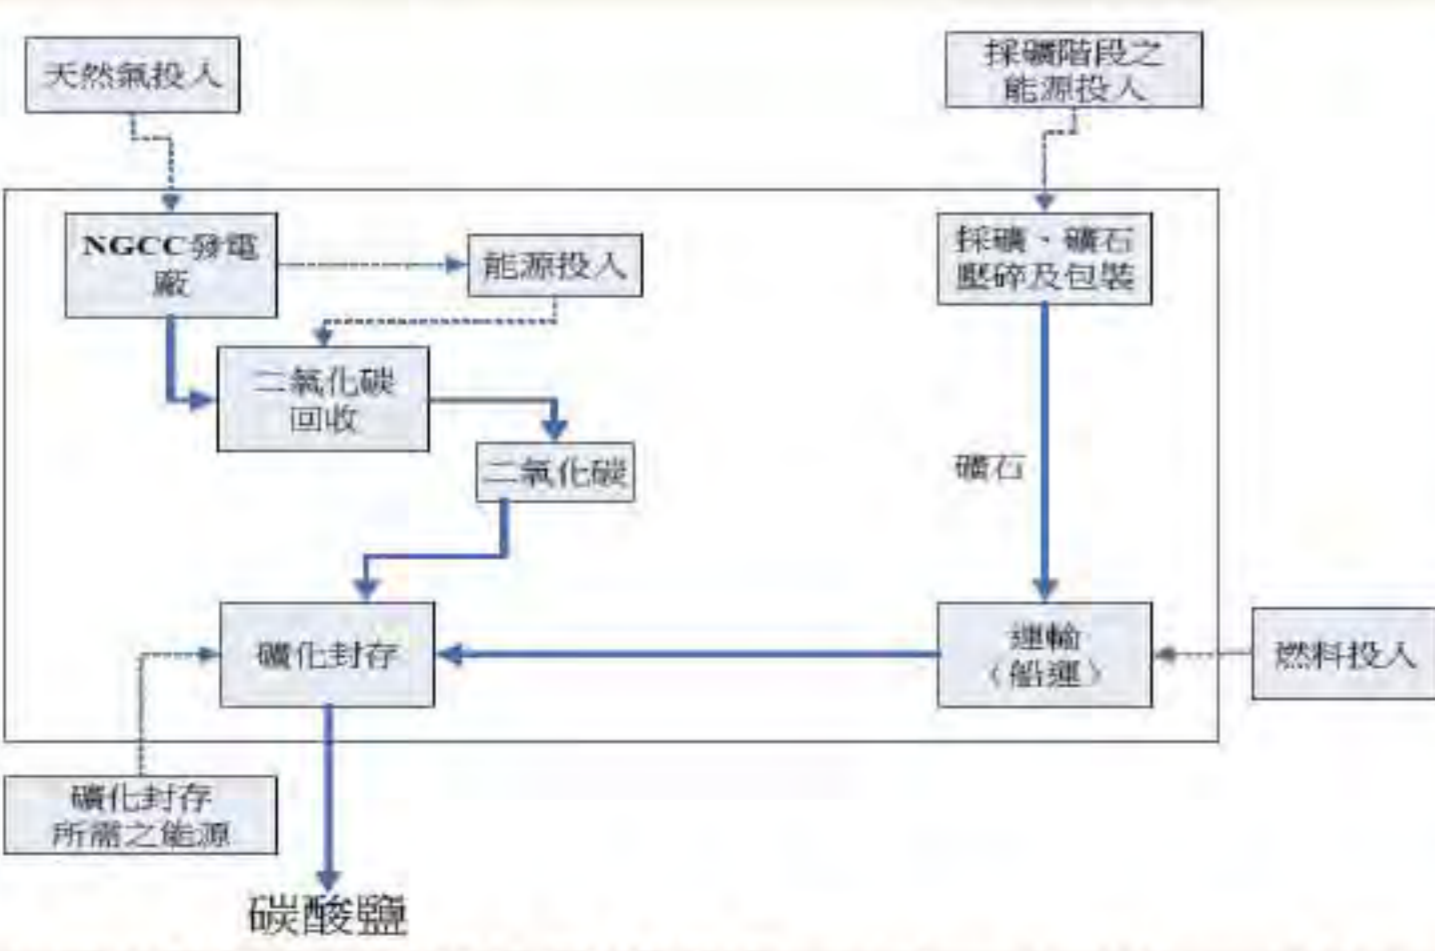 天然氣投入
採礦階段之
能源投入
NGCC發電
廠
能源投入
採礦、礦石
壓碎及包裝
二氧化碳
回收
二氧化碳
礦石
礦化封存
運輸
（船運）
燃料投入
礦化封存
所需之能源
碳酸鹽